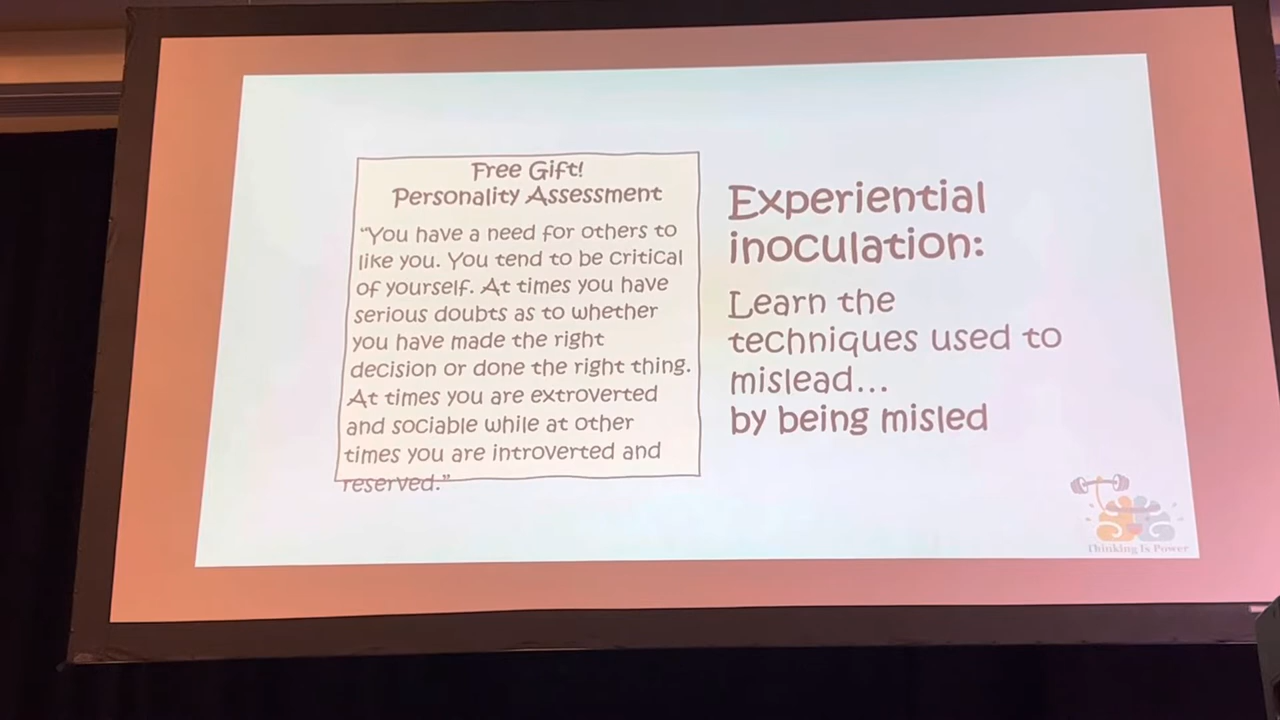 Free Gift!
Personality Assessment
“You have a need for others to
like you. You tend to be critical
of yourself. At times you have
serious doubts as to whether
you have made the right
decision or done the right thing.
At times you are extroverted
and sociable while at other
times you are introverted and
reserved.”
Experiential
inoculation:
Learn the
techniques used to
mislead...
by being misled
Thinking Is Power